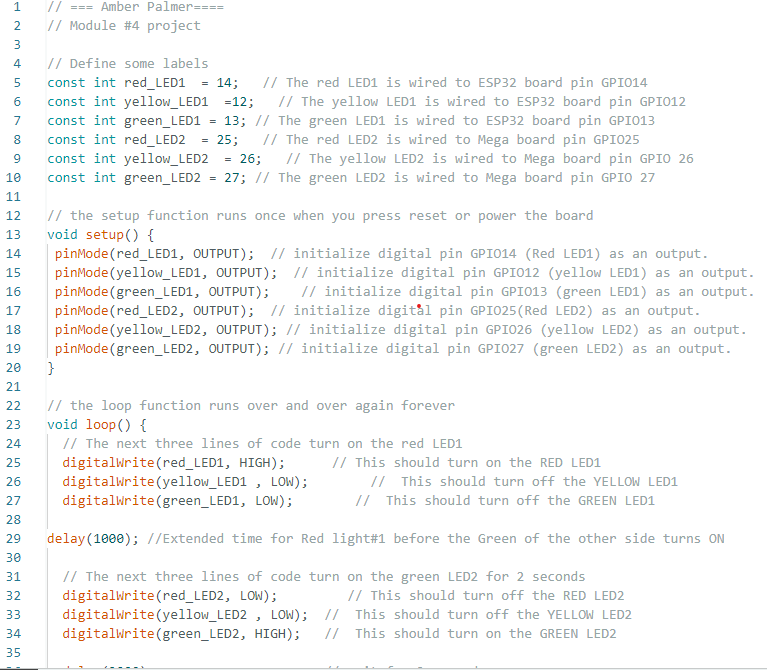 1 // === Amber Palmer====
2 // Module #4 project
3
4 // Define some labels
5 const int red_LED1  = 14;   // The red LED1 is wired to ESP32 board pin GPIO14
6 const int yellow_LED1  =12;   // The yellow LED1 is wired to ESP32 board pin GPIO12
7 const int green_LED1 = 13; // The green LED1 is wired to ESP32 board pin GPIO13
8 const int red_LED2  = 25;   // The red LED2 is wired to Mega board pin GPIO25
9 const int yellow_LED2  = 26;   // The yellow LED2 is wired to Mega board pin GPIO 26
10 const int green_LED2 = 27; // The green LED2 is wired to Mega board pin GPIO 27
11
12 // the setup function runs once when you press reset or power the board
13 void setup() {
14  pinMode(red_LED1, OUTPUT);  // initialize digital pin GPIO14 (Red LED1) as an output.
15  pinMode(yellow_LED1, OUTPUT);  // initialize digital pin GPIO12 (yellow LED1) as an output.
16  pinMode(green_LED1, OUTPUT);    // initialize digital pin GPIO13 (green LED1) as an output.
17  pinMode(red_LED2, OUTPUT);  // initialize digital pin GPIO25(Red LED2) as an output.
18  pinMode(yellow_LED2, OUTPUT); // initialize digital pin GPIO26 (yellow LED2) as an output.
19  pinMode(green_LED2, OUTPUT); // initialize digital pin GPIO27 (green LED2) as an output.
20 }
21
22 // the loop function runs over and over again forever
23 void loop() {
24   // The next three lines of code turn on the red LED1
25   digitalWrite(red_LED1, HIGH);      // This should turn on the RED LED1
26   digitalWrite(yellow_LED1 , LOW);        //  This should turn off the YELLOW LED1
27   digitalWrite(green_LED1, LOW);        //  This should turn off the GREEN LED1
28
29 delay(1000); //Extended time for Red light#1 before the Green of the other side turns ON
30
31   // The next three lines of code turn on the green LED2 for 2 seconds
32   digitalWrite(red_LED2, LOW);         // This should turn off the RED LED2
33   digitalWrite(yellow_LED2 , LOW);  //  This should turn off the YELLOW LED2
34   digitalWrite(green_LED2, HIGH);   //  This should turn on the GREEN LED2
35